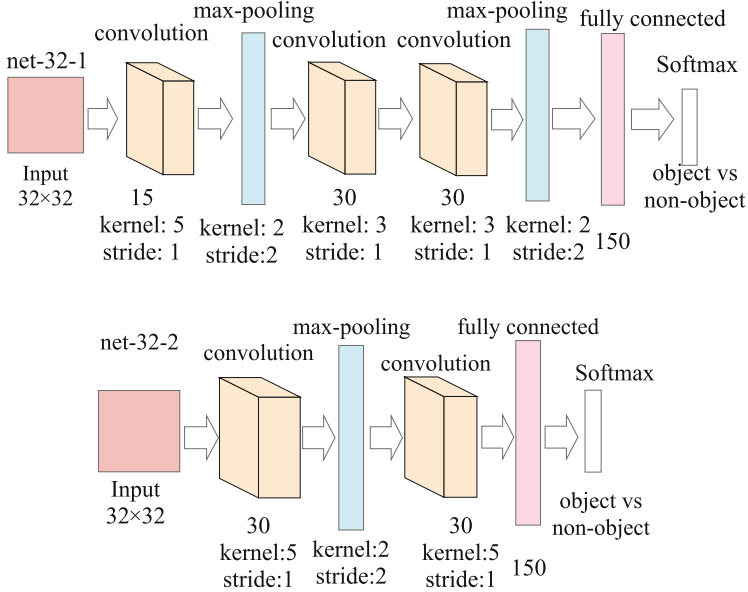 net-32-1
Input
32×32
convolution
15
kernel: 5
stride: 1
max-pooling
kernel: 2
stride:2
convolution
30
kernel: 3
stride: 1
convolution
30
kernel: 3
stride: 1
max-pooling
kernel: 2
stride:2
fully connected
150
Softmax
object vs
non-object
net-32-2
Input
32×32
convolution
30
kernel:5
stride:1
max-pooling
kernel:2
stride:2
convolution
30
kernel:5
stride:1
fully connected
150
Softmax
object vs
non-object